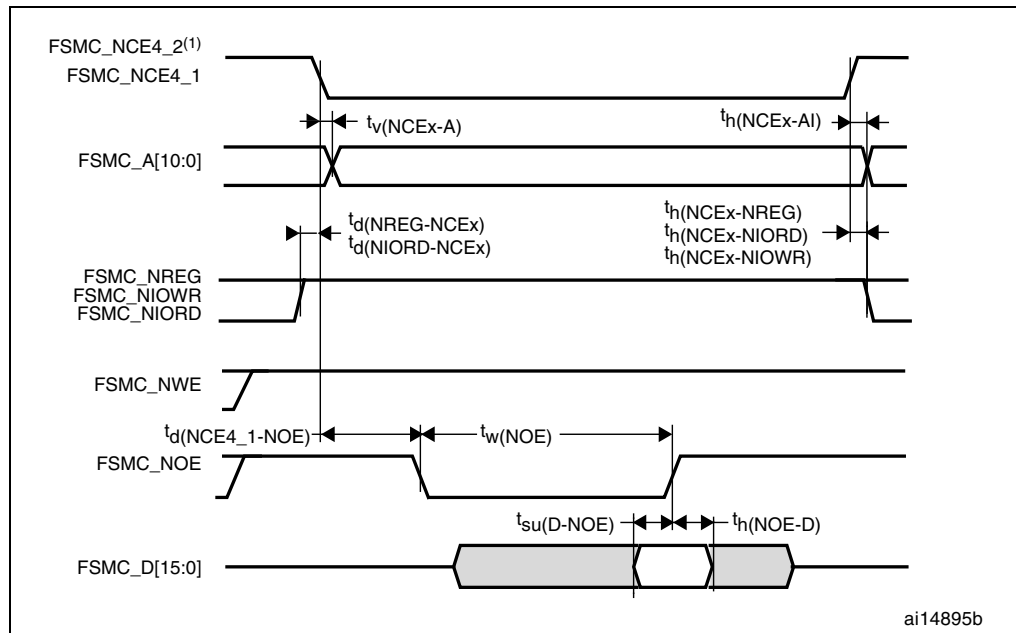 FSMC_NCE4_2(1)
FSMC_NCE4_1
tv(NCEx-A)
th(NCEx-AI)
FSMC_A[10:0]
td(NREG-NCEx)
td(NIORD-NCEx)
th(NCEx-NREG)
th(NCEx-NIORD)
th(NCEx-NIOWR)
FSMC_NREG
FSMC_NIOWR
FSMC_NIORD
FSMC_NWE
td(NCE4_1-NOE)
tw(NOE)
FSMC_NOE
tsu(D-NOE)
th(NOE-D)
FSMC_D[15:0]
ai14895b